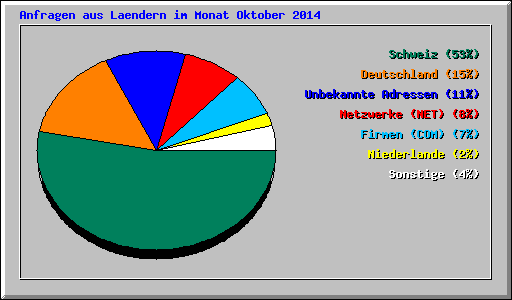 Anfragen aus Laendern im Monat Oktober 2014
Schweiz (53%)
Deutschland (15%)
Unbekannte Adressen (11%)
Netzwerke (NET) (8%)
Firmen (COM) (7%)
Niederlande (2%)
Sonstige (4%)